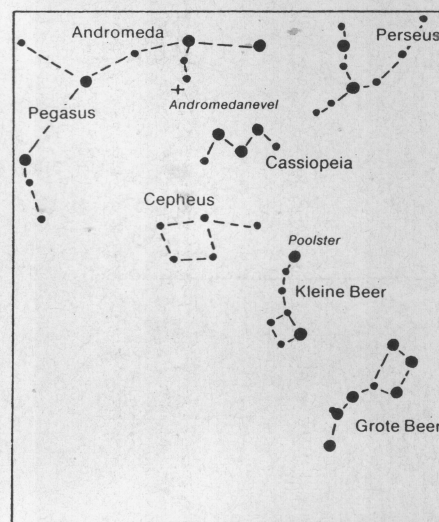 Andromeda
Perseus
Andromedanevel
Pegasus
Cassiopeia
Cepheus
Poolster
Kleine Beer
Grote Beer